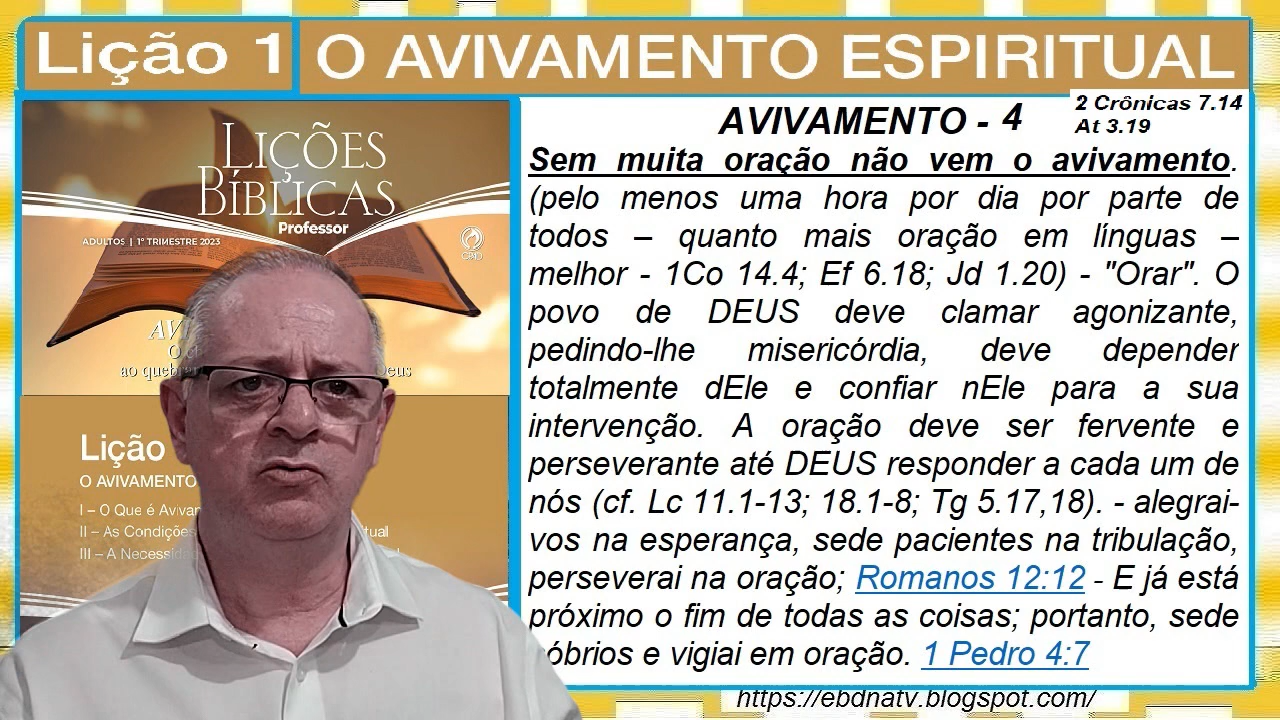 Lição 1
O AVIVAMENTO ESPIRITUAL
LIÇÕES
BÍBLICAS
Professor
ADULTOS | 1º TRIMESTRE 2023
CPAD
ao
Deus
Lição
O AVIVAMENTO
I – O Que é
II – As Condições
III – A
AVIVAMENTO - 4
2 Crônicas 7.14
At 3.19
Sem muita oração não vem o avivamento.
(pelo menos uma hora por dia por parte de
todos – quanto mais oração em línguas –
melhor - 1Co 14.4; Ef 6.18; Jd 1.20) - "Orar". O
povo de DEUS deve clamar agonizante,
pedindo-lhe misericórdia, deve depender
totalmente dEle e confiar nEle para a sua
intervenção. A oração deve ser fervente e
perseverante até DEUS responder a cada um de
nós (cf. Lc 11.1-13; 18.1-8; Tg 5.17,18). - alegrai-
vos na esperança, sede pacientes na tribulação,
perseverai na oração; Romanos 12:12 - E já está
próximo o fim de todas as coisas; portanto, sede
sóbrios e vigiai em oração. 1 Pedro 4:7
https://ebdnatv.blogspot.com/